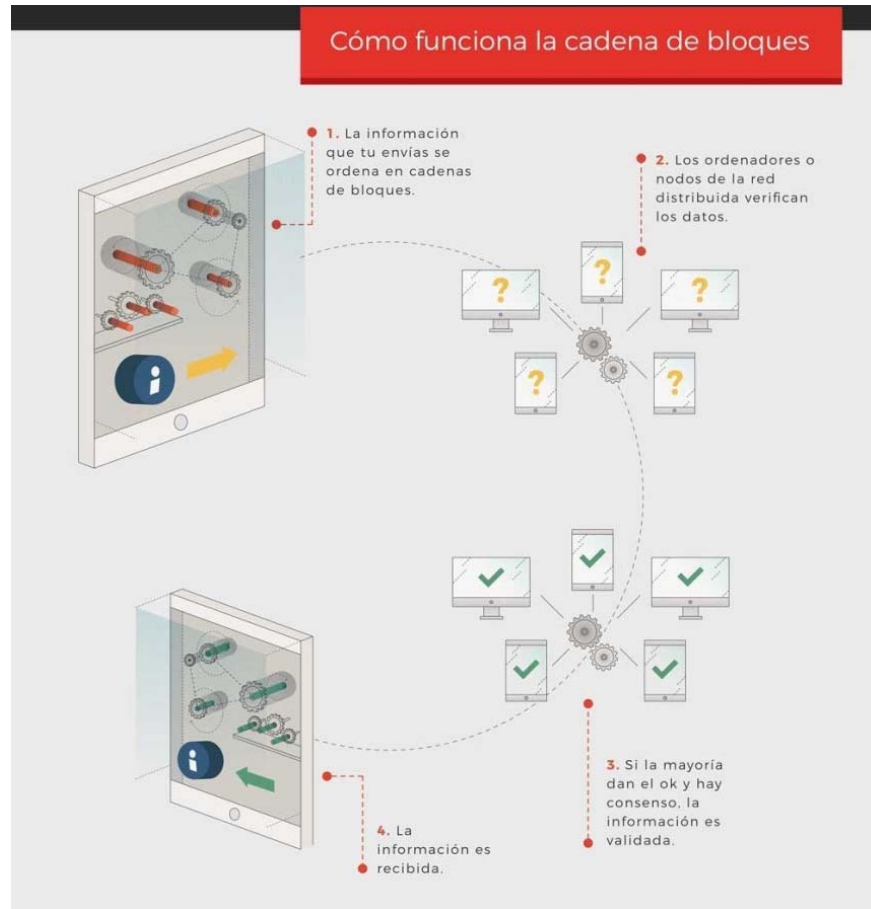 Cómo funciona la cadena de bloques
1. La información
que tu envías se
ordena en cadenas
de bloques.
2. Los ordenadores o
nodos de la red
distribuida verifican
los datos.
? ? ?
? ?
3. Si la mayoría
dan el ok y hay
consenso, la
información es
validada.
4. La
información es
recibida.
i
i